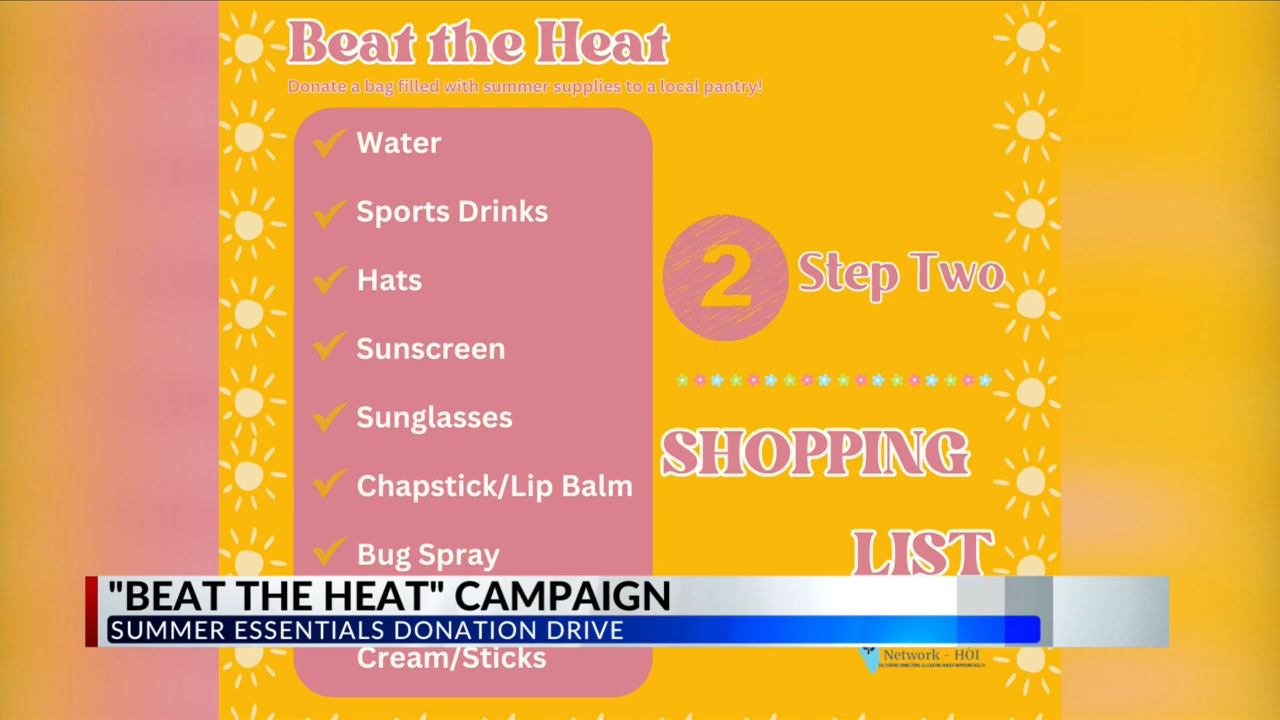 Beat the Heat
Donate a bag filled with summer supplies to a local pantry!
Water
Sports Drinks
Hats
Sunscreen
Sunglasses
Chapstick/Lip Balm
Bug Spray
Cream/Sticks
2
Step Two
SHOPPING
LIST
"BEAT THE HEAT" CAMPAIGN
SUMMER ESSENTIALS DONATION DRIVE
Network - HOI